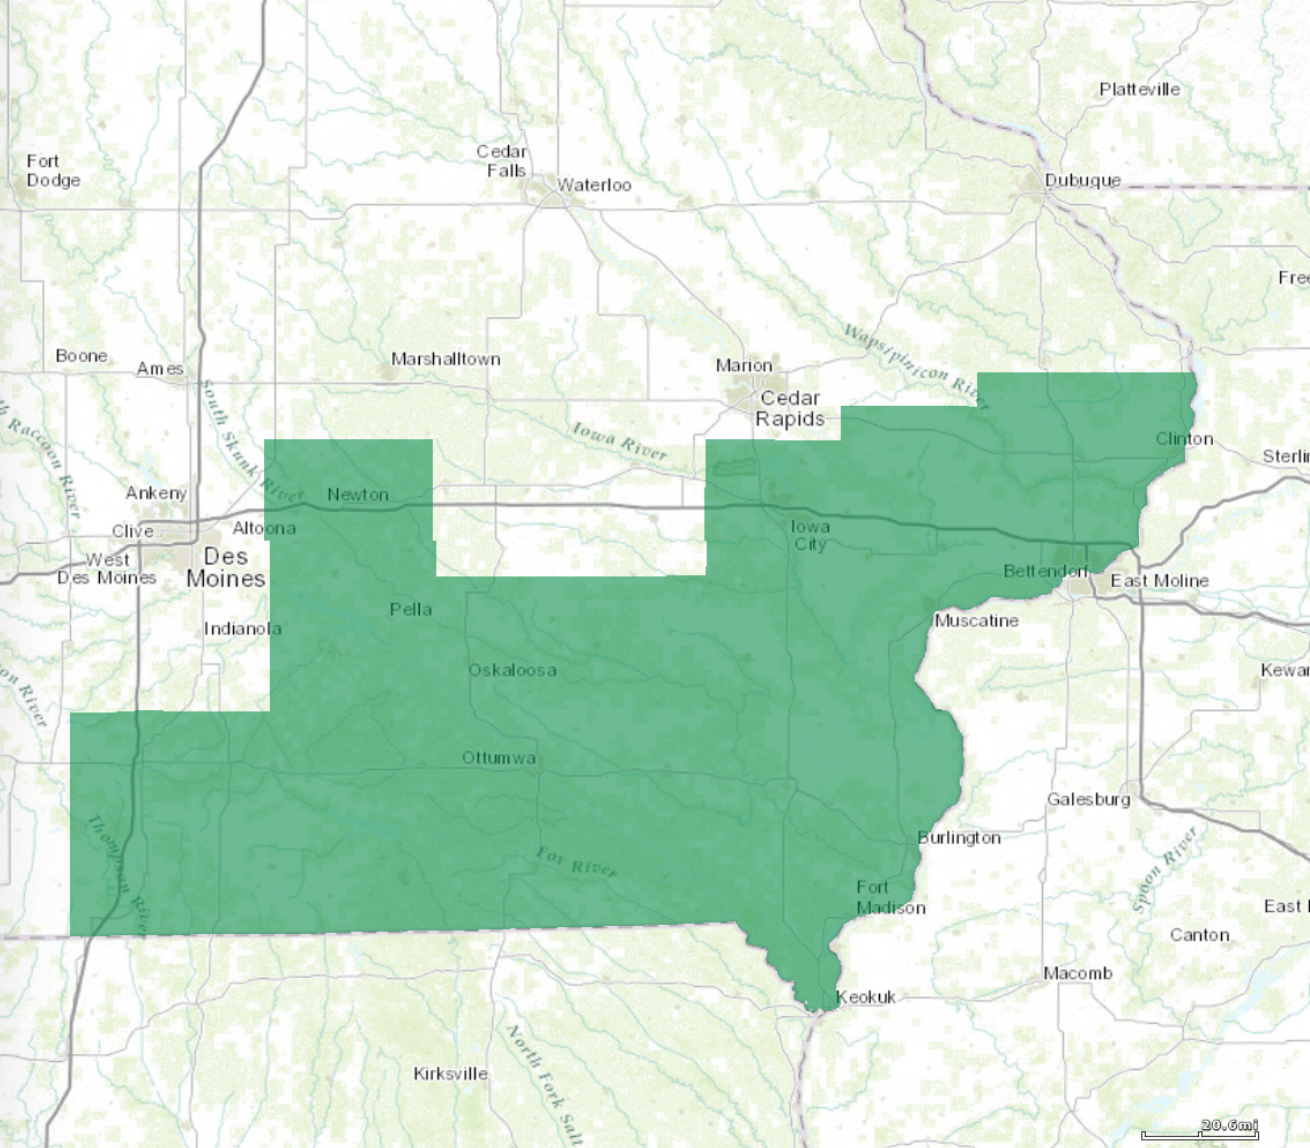 Platteville
Cedar
Falls
Fort
Dodge
Waterloo
Dubuque
Boone
Ames
Marshalltown
Marion
Wapsipinicon River
Cedar
Rapids
South Skunk River
Iowa River
Clinton
Raccoon River
Ankeny
Newton
Clive
Altoona
Iowa
City
West
Des Moines
Des
Moines
Bettendorf
East Moline
Pella
Indianola
Muscatine
Oskaloosa
River
Ottumwa
Galesburg
Thompson River
Burlington
Fox River
Spoon River
Fort
Madison
East
Canton
Macomb
Keokuk
North Fork Salt
Kirksville
20.6mi